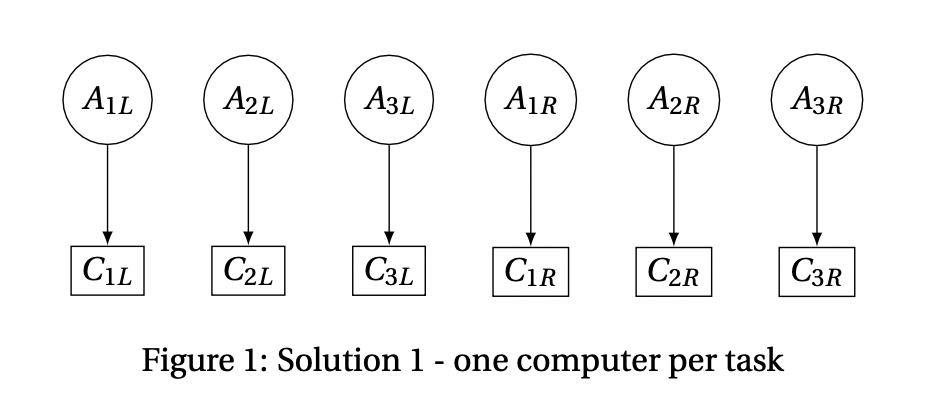 A1L A2L A3L A1R A2R A3R
C1L C2L C3L C1R C2R C3R
Figure 1: Solution 1 - one computer per task